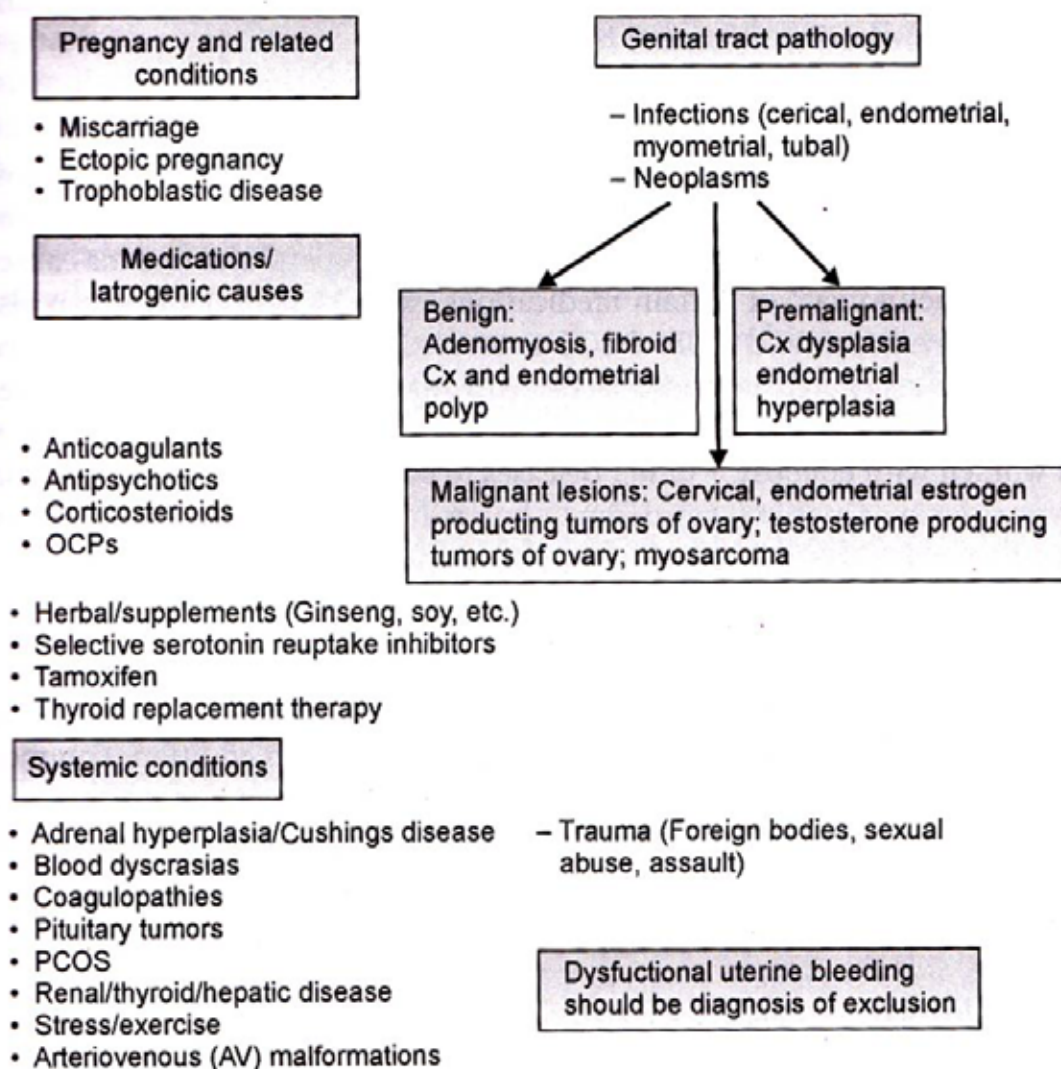 Pregnancy and related
conditions
• Miscarriage
• Ectopic pregnancy
• Trophoblastic disease
Medications/
Iatrogenic causes
• Anticoagulants
• Antipsychotics
• Corticosterioids
• OCPs
• Herbal/supplements (Ginseng, soy, etc.)
• Selective serotonin reuptake inhibitors
• Tamoxifen
• Thyroid replacement therapy
Systemic conditions
• Adrenal hyperplasia/Cushings disease
• Blood dyscrasias
• Coagulopathies
• Pituitary tumors
• PCOS
• Renal/thyroid/hepatic disease
• Stress/exercise
• Arteriovenous (AV) malformations
Genital tract pathology
– Infections (cerical, endometrial,
myometrial, tubal)
– Neoplasms
Benign:
Adenomyosis, fibroid
Cx and endometrial
polyp
Premalignant:
Cx dysplasia
endometrial
hyperplasia
Malignant lesions: Cervical, endometrial estrogen
producting tumors of ovary; testosterone producing
tumors of ovary; myosarcoma
– Trauma (Foreign bodies, sexual
abuse, assault)
Dysfuctional uterine bleeding
should be diagnosis of exclusion